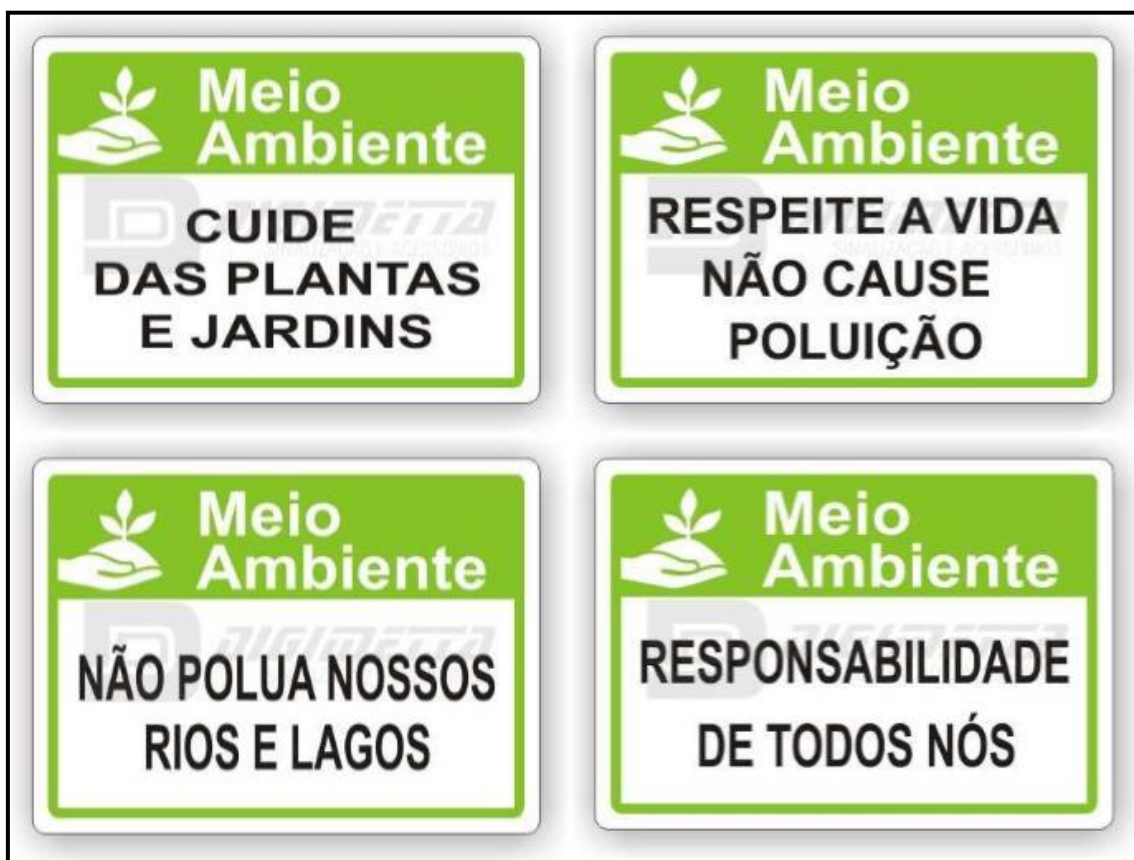 Meio
Ambiente
CUIDE
DAS PLANTAS
E JARDINS
Meio
Ambiente
RESPEITE A VIDA
NÃO CAUSE
POLUIÇÃO
Meio
Ambiente
NÃO POLUA NOSSOS
RIOS E LAGOS
Meio
Ambiente
RESPONSABILIDADE
DE TODOS NÓS